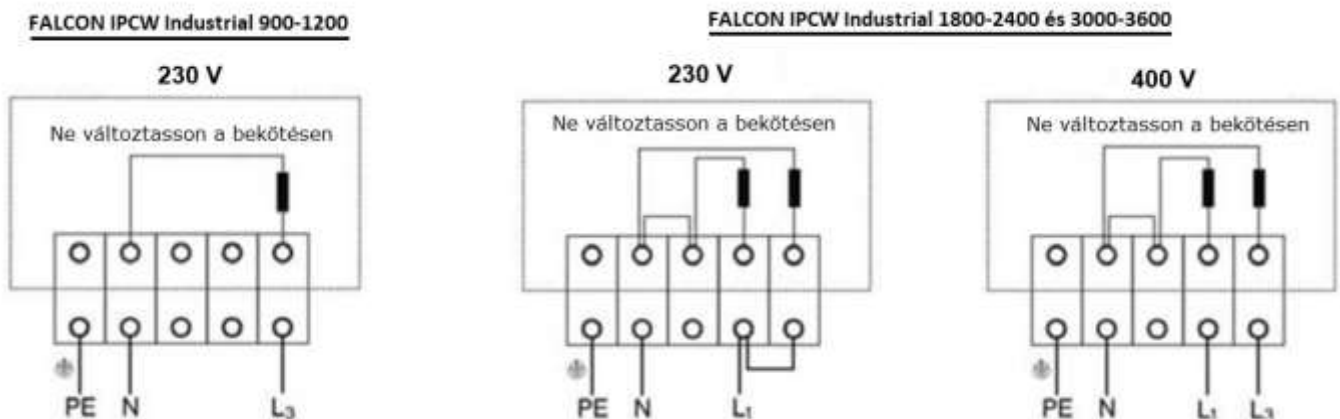 FALCON IPCW Industrial 900-1200
230 V
Ne változtasson a bekötésen
PE N L₃
FALCON IPCW Industrial 1800-2400 és 3000-3600
230 V
Ne változtasson a bekötésen
PE N L₁
400 V
Ne változtasson a bekötésen
PE N L₁ L₃